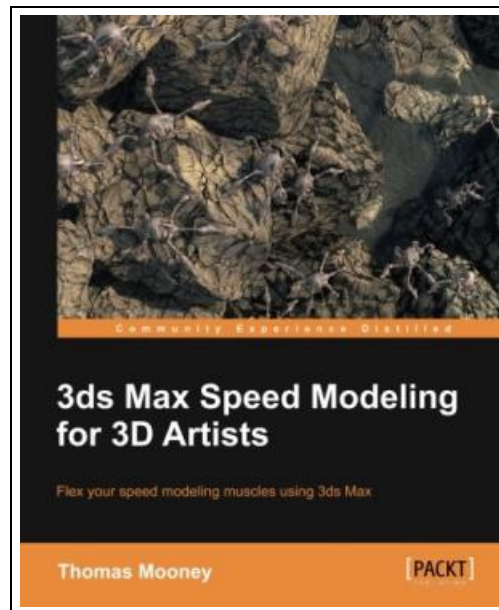 Community Experience Distilled
3ds Max Speed Modeling
for 3D Artists
Flex your speed modeling muscles using 3ds Max
Thomas Mooney
[PACKT]